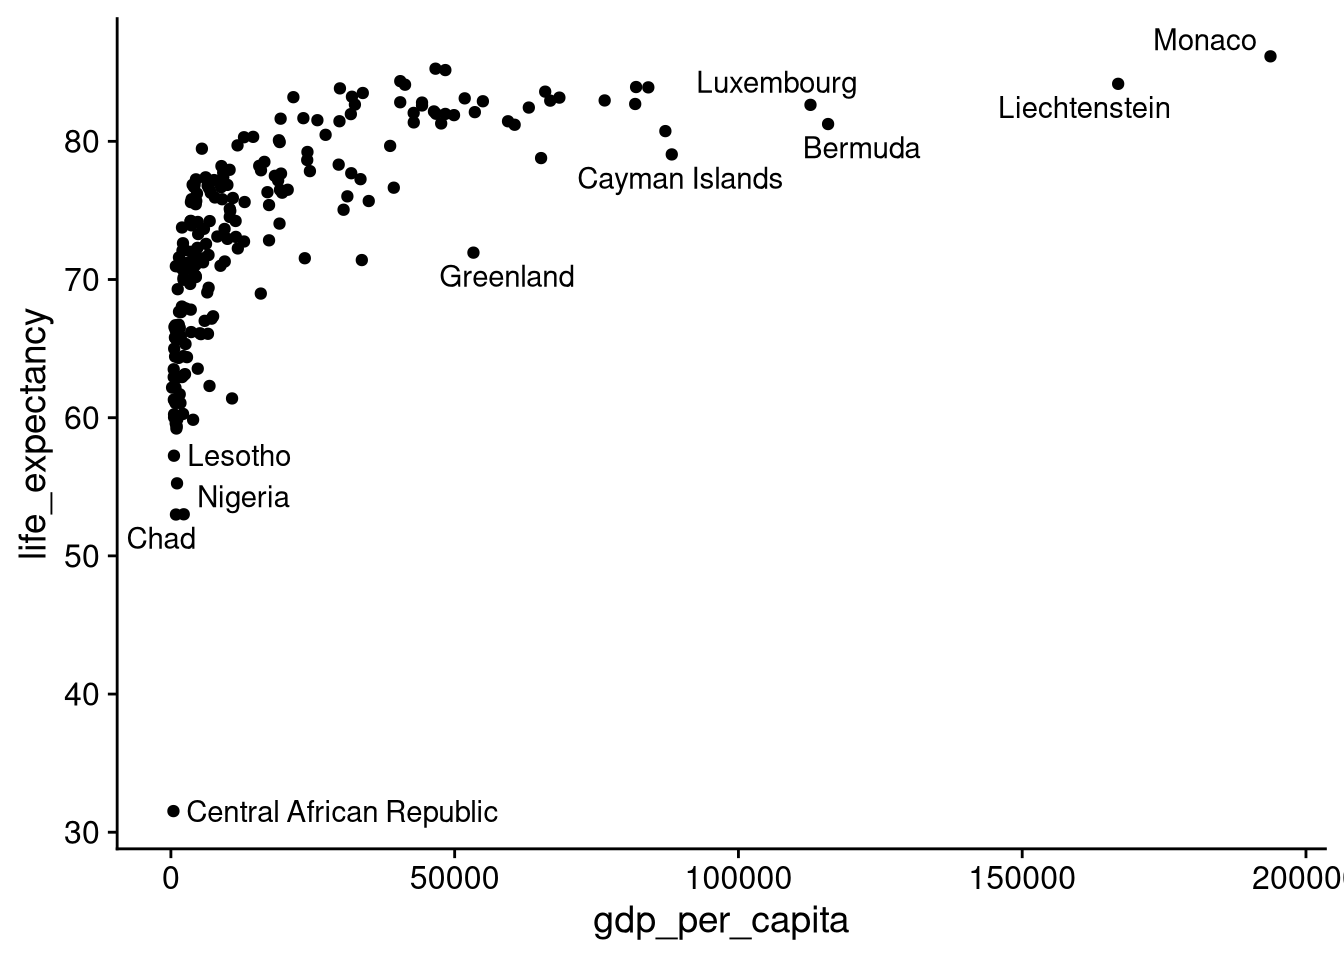 Monaco
Luxembourg
Liechtenstein
Bermuda
Cayman Islands
Greenland
Lesotho
Nigeria
Chad
Central African Republic
80
70
60
50
40
30
life_expectancy
0
50000
100000
150000
20000
gdp_per_capita